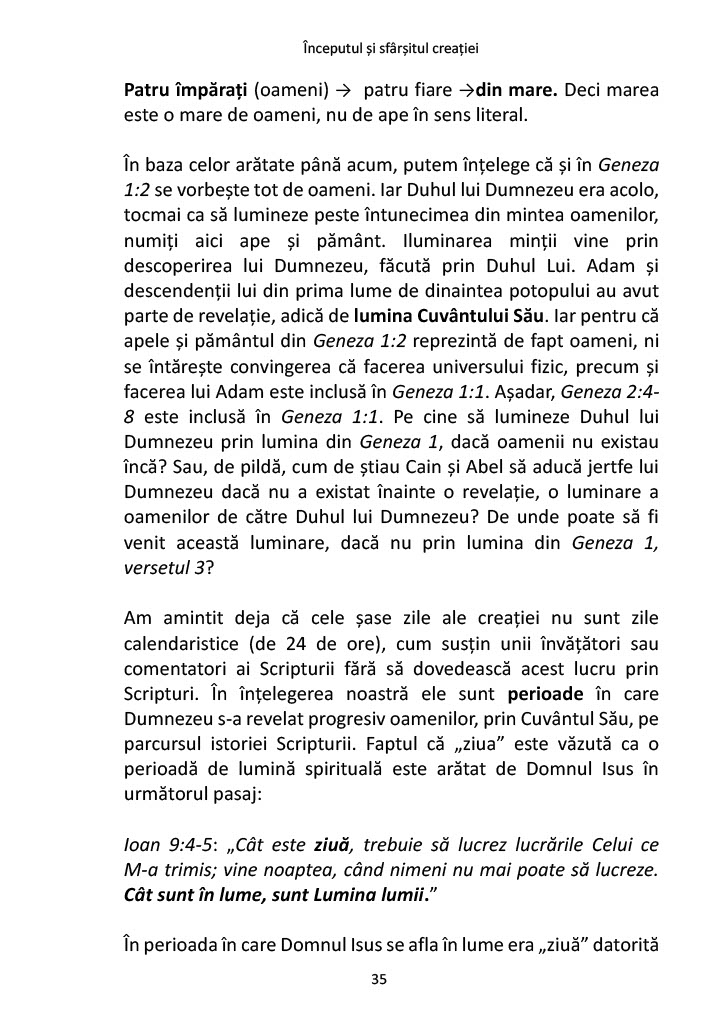 Începutul și sfârșitul creației
Patru împărați (oameni) → patru fiare →din mare. Deci marea
este o mare de oameni, nu de ape în sens literal.
În baza celor arătate până acum, putem înțelege că și în Geneza
1:2 se vorbește tot de oameni. Iar Duhul lui Dumnezeu era acolo,
tocmai ca să lumineze peste întunecimea din mintea oamenilor,
numiți aici ape și pământ. Iluminarea minții vine prin
descoperirea lui Dumnezeu, făcută prin Duhul Lui. Adam și
descendenții lui din prima lume de dinaintea potopului au avut
parte de revelație, adică de lumina Cuvântului Său. Iar pentru că
apele și pământul din Geneza 1:2 reprezintă de fapt oameni, ni
se întărește convingerea că facerea universului fizic, precum și
facerea lui Adam este inclusă în Geneza 1:1. Așadar, Geneza 2:4-
8 este inclusă în Geneza 1:1. Pe cine să lumineze Duhul lui
Dumnezeu prin lumina din Geneza 1, dacă oamenii nu existau
încă? Sau, de pildă, cum de știau Cain și Abel să aducă jertfe lui
Dumnezeu dacă nu a existat înainte o revelație, o luminare a
oamenilor de către Duhul lui Dumnezeu? De unde poate să fi
venit această luminare, dacă nu prin lumina din Geneza 1,
versetul 3?
Am amintit deja că cele șase zile ale creației nu sunt zile
calendaristice (de 24 de ore), cum susțin unii învățători sau
comentatori ai Scripturii fără să dovedească acest lucru prin
Scripturi. În înțelegerea noastră ele sunt perioade în care
Dumnezeu s-a revelat progresiv oamenilor, prin Cuvântul Său, pe
parcursul istoriei Scripturii. Faptul că „ziua” este văzută ca o
perioadă de lumină spirituală este arătat de Domnul Isus în
următorul pasaj:
Ioan 9:4-5: „Cât este ziuă, trebuie să lucrez lucrările Celui ce
M-a trimis; vine noaptea, când nimeni nu mai poate să lucreze.
Cât sunt în lume, sunt Lumina lumii.”
În perioada în care Domnul Isus se afla în lume era „ziuă” datorită
35